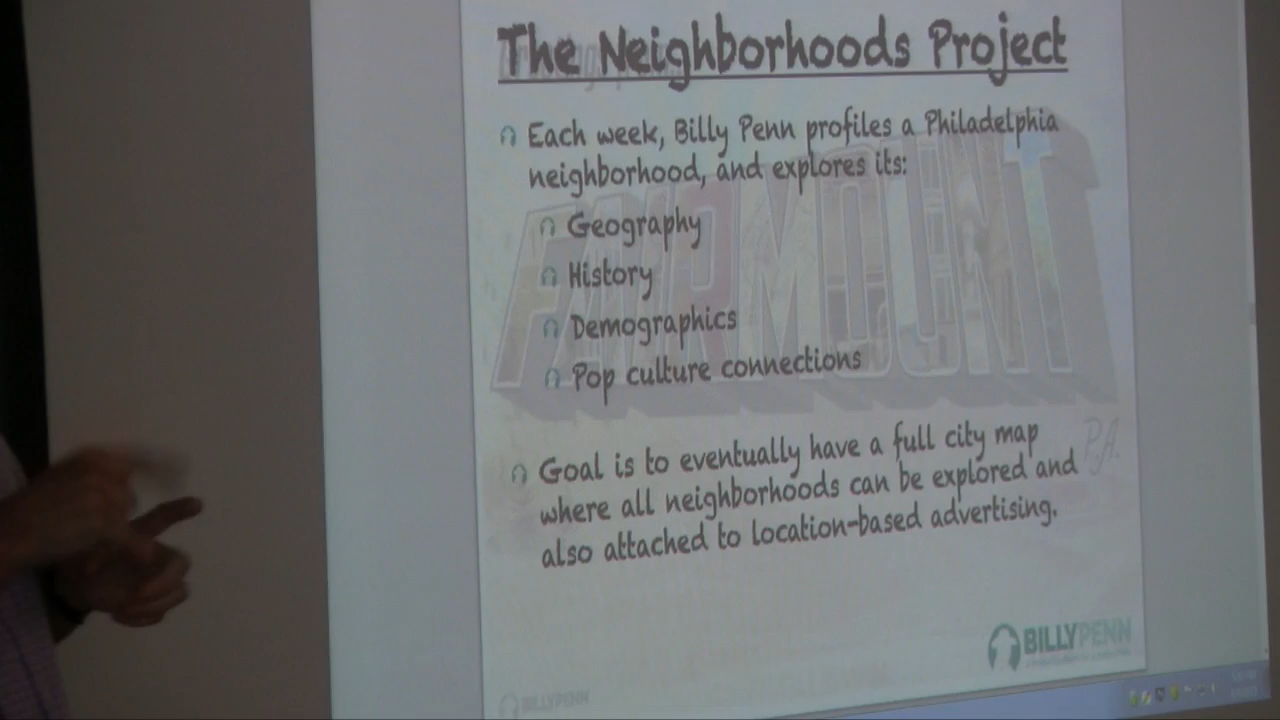 The Neighborhoods Project
Each week, Billy Penn profiles a Philadelphia
neighborhood, and explores its:
Geography
History
Demographics
Pop culture connections
FAIRMOUNT
PA.
Goal is to eventually have a full city map
where all neighborhoods can be explored and
also attached to location-based advertising.
BILLYPENN
BILLYPENN